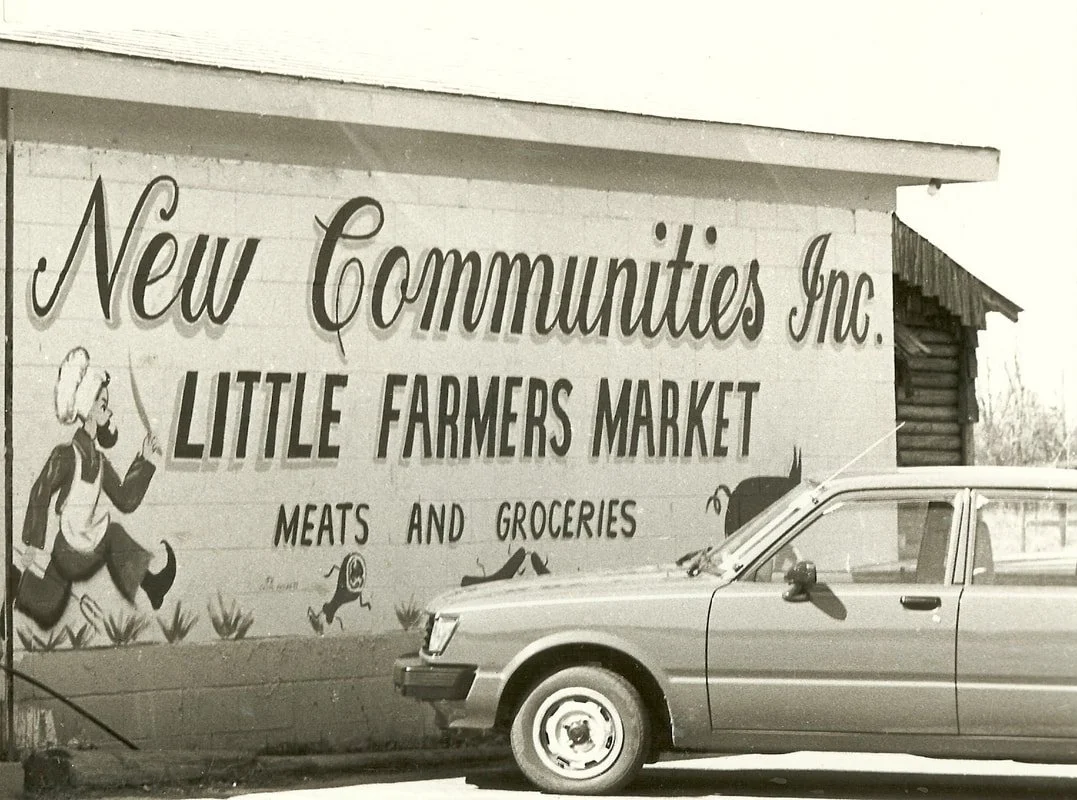 New Communities Inc.
LITTLE FARMERS MARKET
MEATS AND GROCERIES